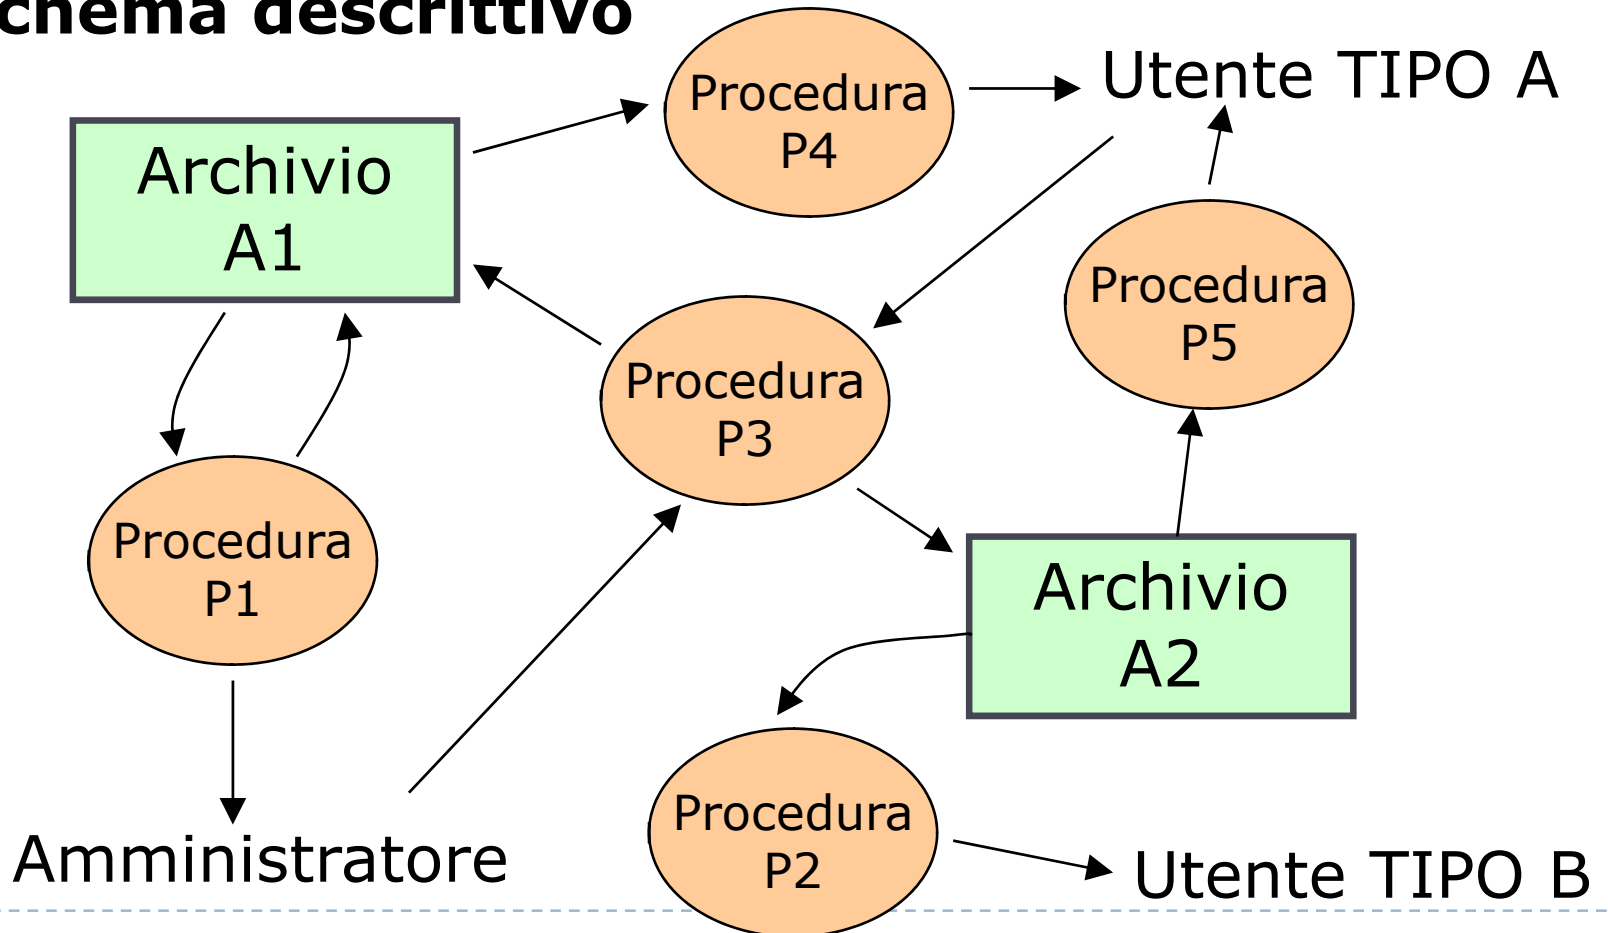 chema descrittivo
Procedura
P4
Utente TIPO A
Archivio
A1
Procedura
P5
Procedura
P3
Procedura
P1
Archivio
A2
Procedura
P2
Amministratore
Utente TIPO B